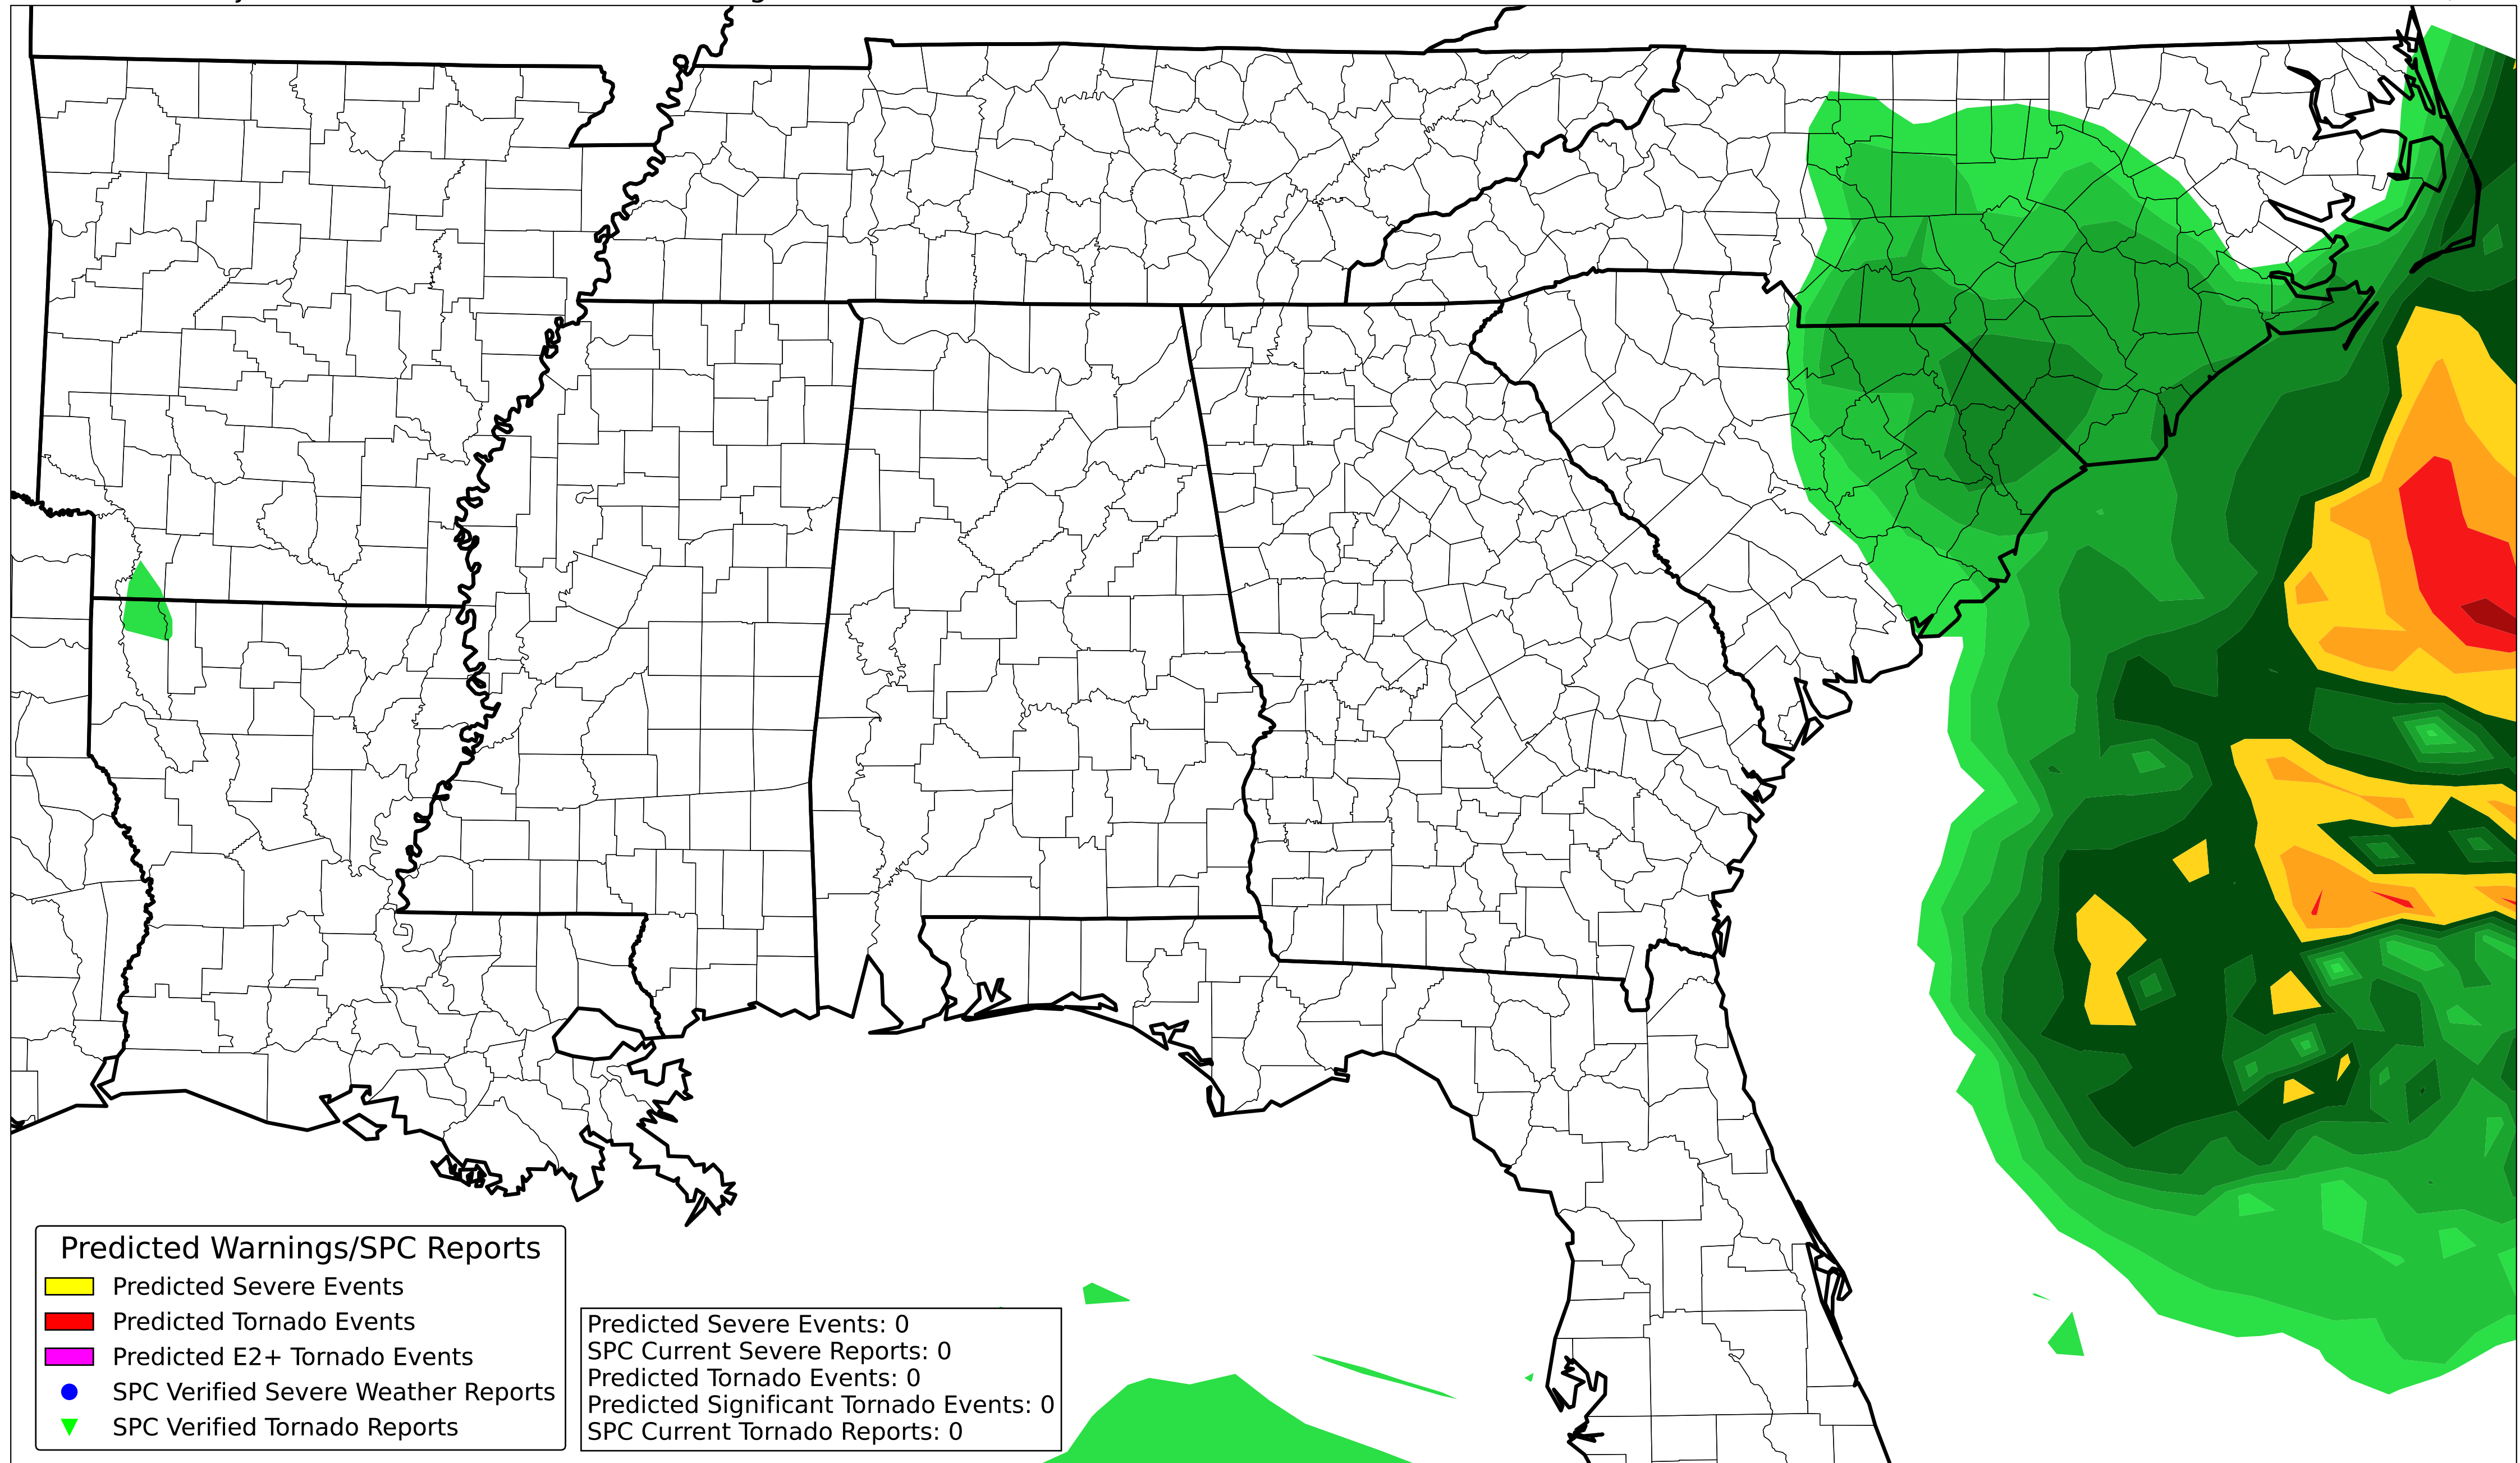 Predicted Warnings/SPC Reports
Predicted Severe Events
Predicted Tornado Events
Predicted E2+ Tornado Events
SPC Verified Severe Weather Reports
SPC Verified Tornado Reports
Predicted Severe Events: 0
SPC Current Severe Reports: 0
Predicted Tornado Events: 0
Predicted Significant Tornado Events: 0
SPC Current Tornado Reports: 0